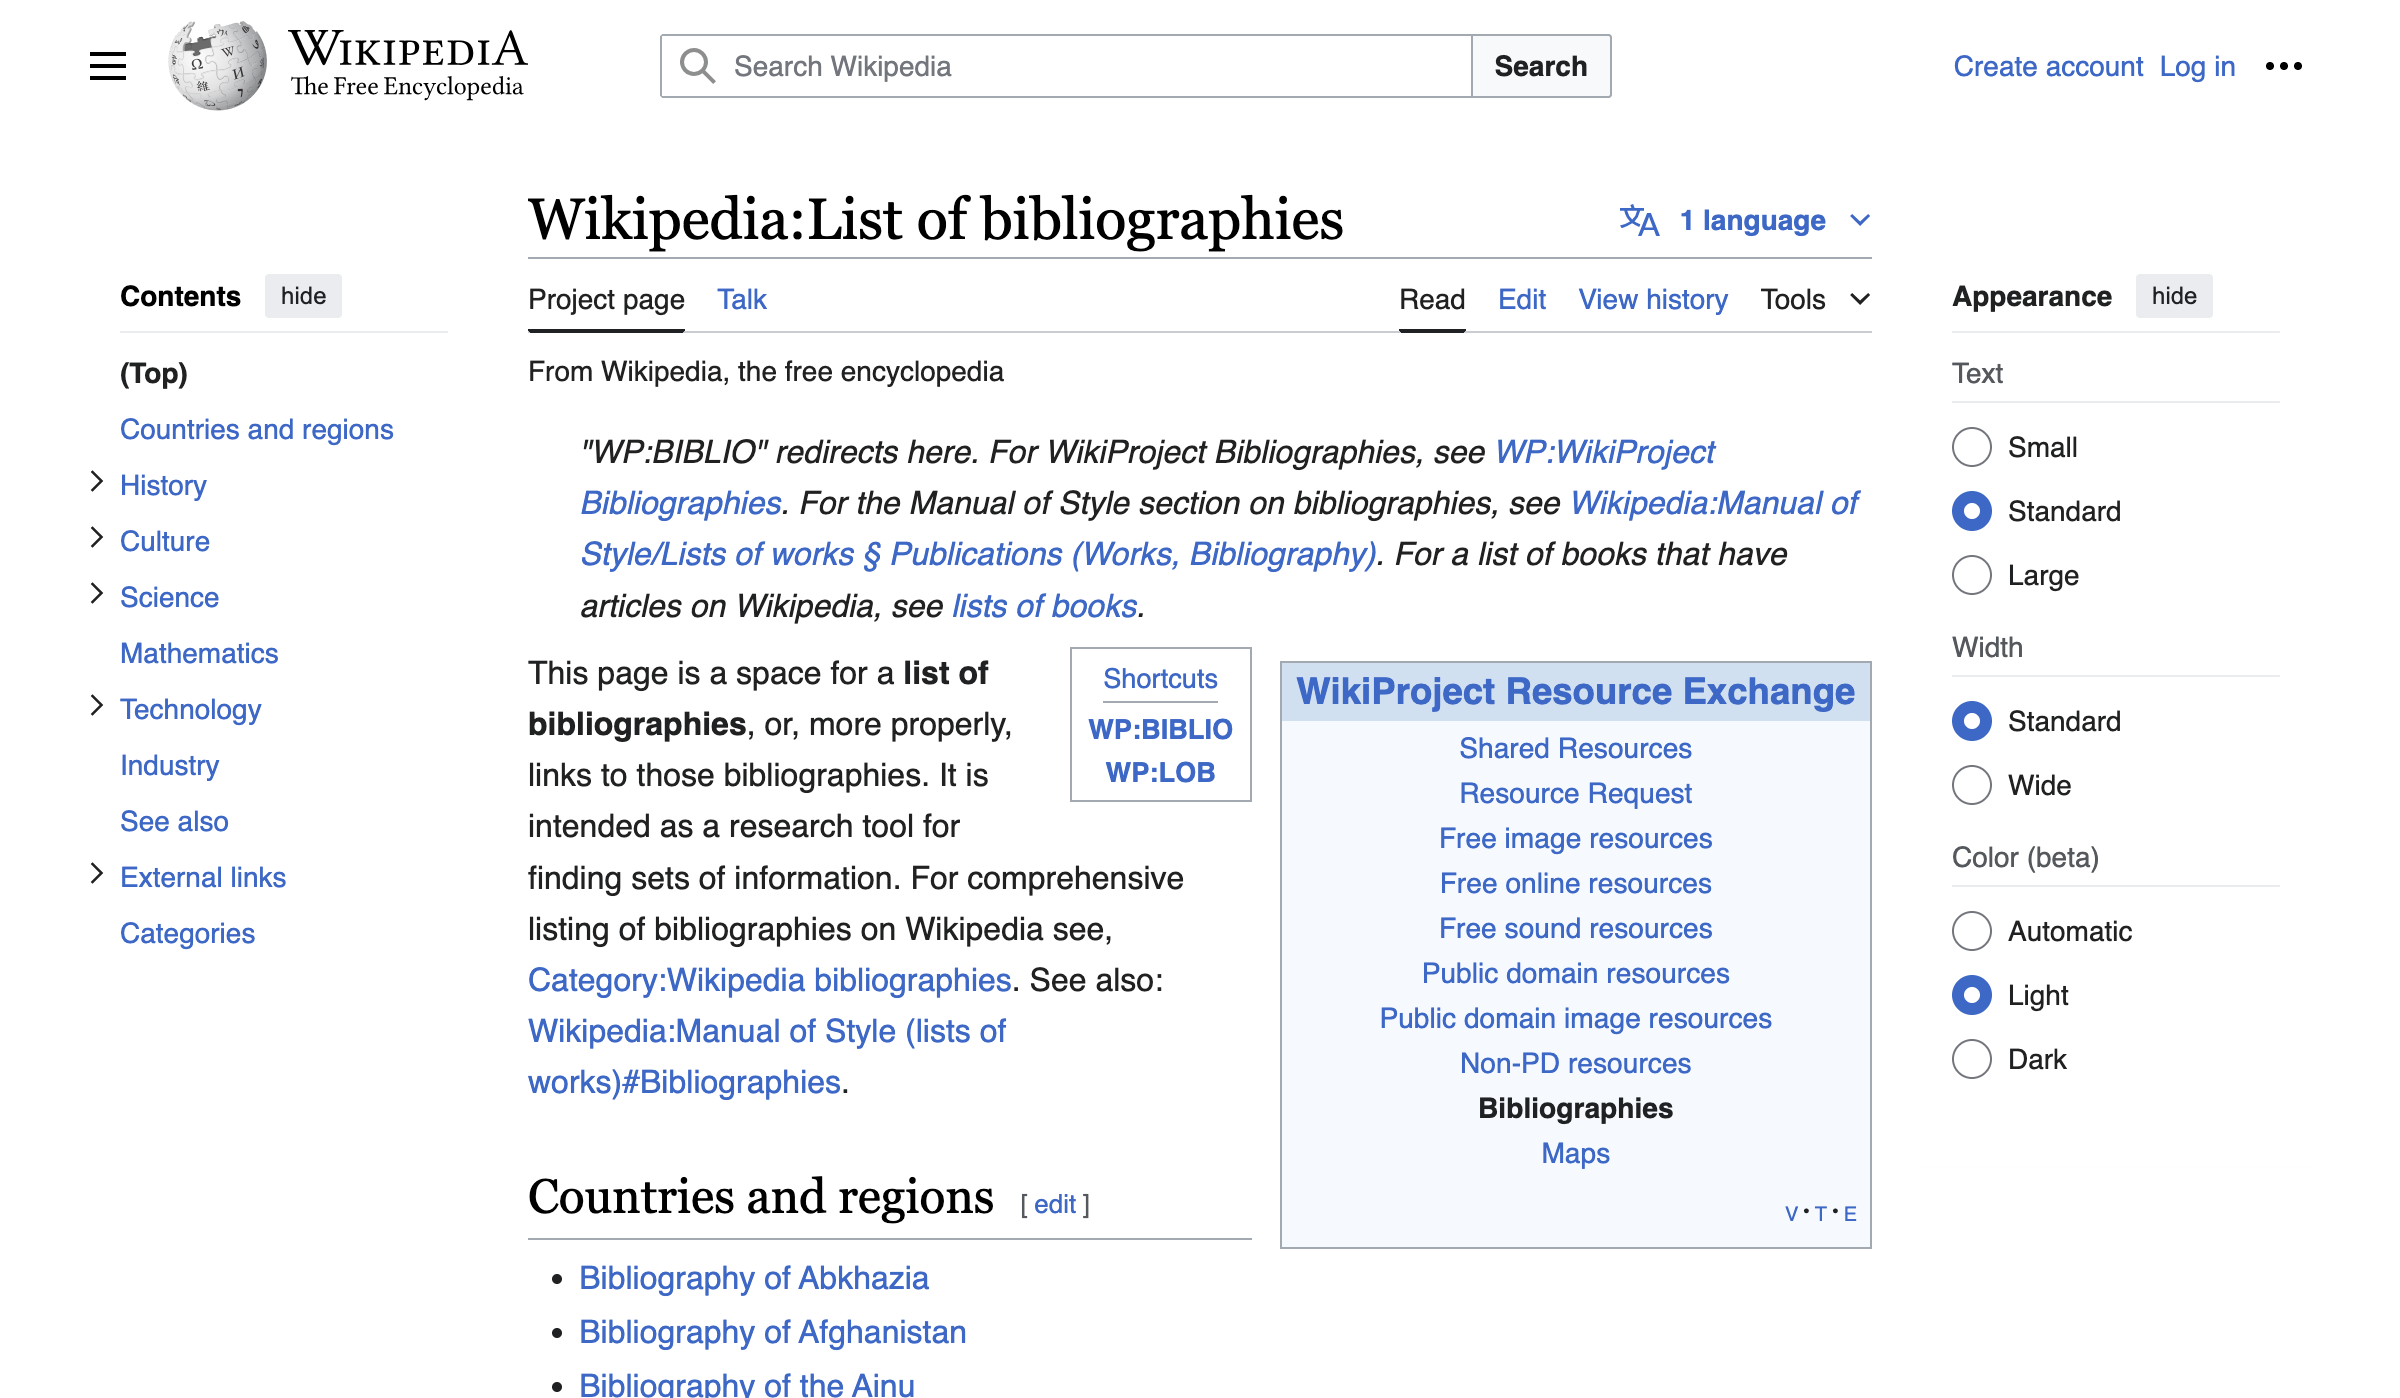 WIKIPEDIA
The Free Encyclopedia
Search Wikipedia
Search
Create account Log in
Wikipedia:List of bibliographies
1 language
Contents hide
(Top)
Countries and regions
History
Culture
Science
Mathematics
Technology
Industry
See also
External links
Categories
Project page Talk
Read Edit View history Tools
From Wikipedia, the free encyclopedia
"WP:BIBLIO" redirects here. For WikiProject Bibliographies, see WP:WikiProject
Bibliographies. For the Manual of Style section on bibliographies, see Wikipedia:Manual of
Style/Lists of works § Publications (Works, Bibliography). For a list of books that have
articles on Wikipedia, see lists of books.
This page is a space for a list of
bibliographies, or, more properly,
links to those bibliographies. It is
intended as a research tool for
finding sets of information. For comprehensive
listing of bibliographies on Wikipedia see,
Category:Wikipedia bibliographies. See also:
Wikipedia:Manual of Style (lists of
works)#Bibliographies.
Shortcuts
WP:BIBLIO
WP:LOB
WikiProject Resource Exchange
Shared Resources
Resource Request
Free image resources
Free online resources
Free sound resources
Public domain resources
Public domain image resources
Non-PD resources
Bibliographies
Maps
V • T • E
Countries and regions [ edit ]
• Bibliography of Abkhazia
• Bibliography of Afghanistan
• Bibliography of the Ainu
Appearance hide
Text
Small
Standard
Large
Width
Standard
Wide
Color (beta)
Automatic
Light
Dark